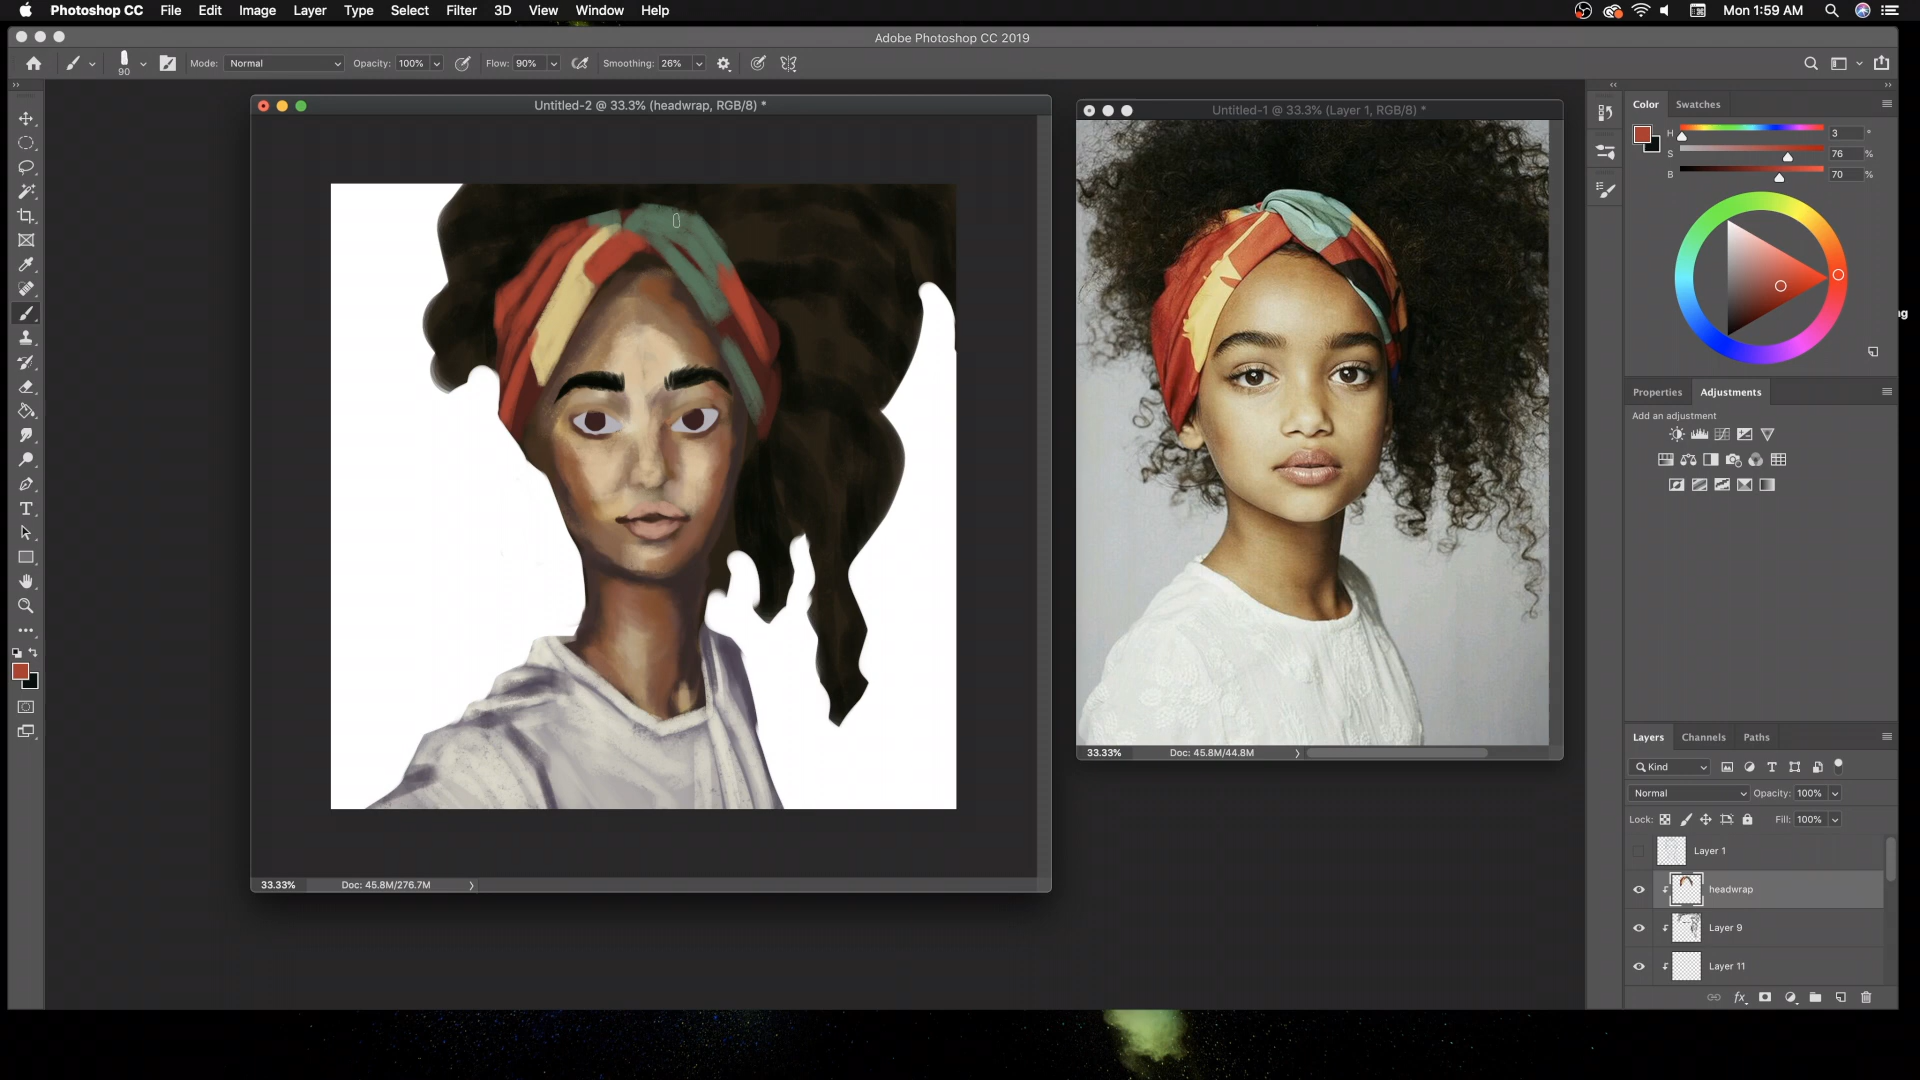 Photoshop CC File Edit Image Layer Type Select Filter 3D View Window Help Mon 1:59 AM
Adobe Photoshop CC 2019
90 Mode: Normal Opacity: 100% Flow: 90% Smoothing: 26%
Untitled-2 @ 33.3% (headwrap, RGB/8) *
Untitled-1 @ 33.3% (Layer 1, RGB/8) *
33.33% Doc: 45.8M/276.7M
33.33% Doc: 45.8M/44.8M
Color Swatches
H 3 °
S 76 %
B 70 %
ng
Properties Adjustments
Add an adjustment
Layers Channels Paths
Kind
Normal Opacity: 100%
Lock: Fill: 100%
Layer 1
headwrap
Layer 9
Layer 11
fx